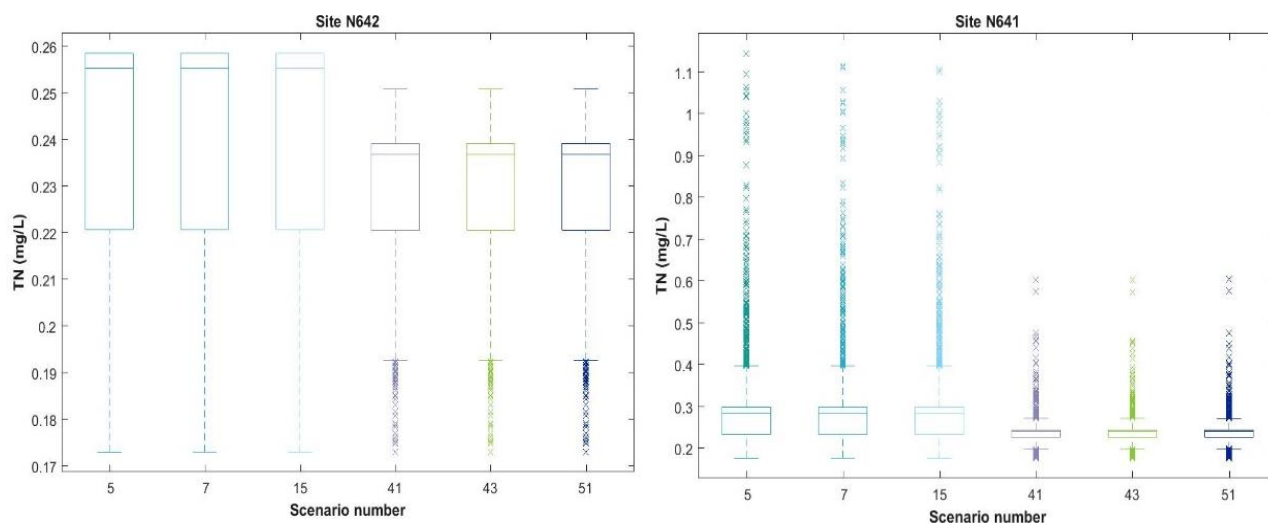 Site N642
0.26
0.25
0.24
0.23
0.22
0.21
0.2
0.19
0.18
0.17
TN (mg/L)
5 7 15 41 43 51
Scenario number
Site N641
1.1
1
0.9
0.8
0.7
0.6
0.5
0.4
0.3
0.2
TN (mg/L)
5 7 15 41 43 51
Scenario number